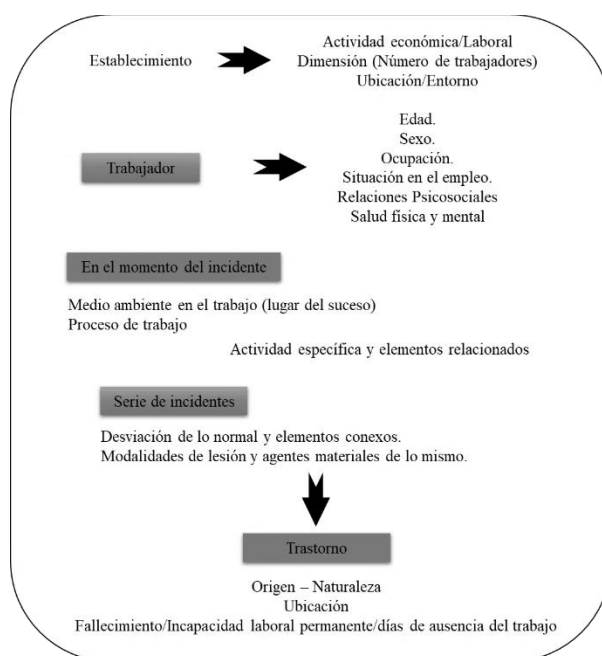 Establecimiento
Actividad económica/Laboral
Dimensión (Número de trabajadores)
Ubicación/Entorno
Trabajador
Edad.
Sexo.
Ocupación.
Situación en el empleo.
Relaciones Psicosociales
Salud física y mental
En el momento del incidente
Medio ambiente en el trabajo (lugar del suceso)
Proceso de trabajo
Actividad específica y elementos relacionados
Serie de incidentes
Desviación de lo normal y elementos conexos.
Modalidades de lesión y agentes materiales de lo mismo.
Trastorno
Origen – Naturaleza
Ubicación
Fallecimiento/Incapacidad laboral permanente/días de ausencia del trabajo